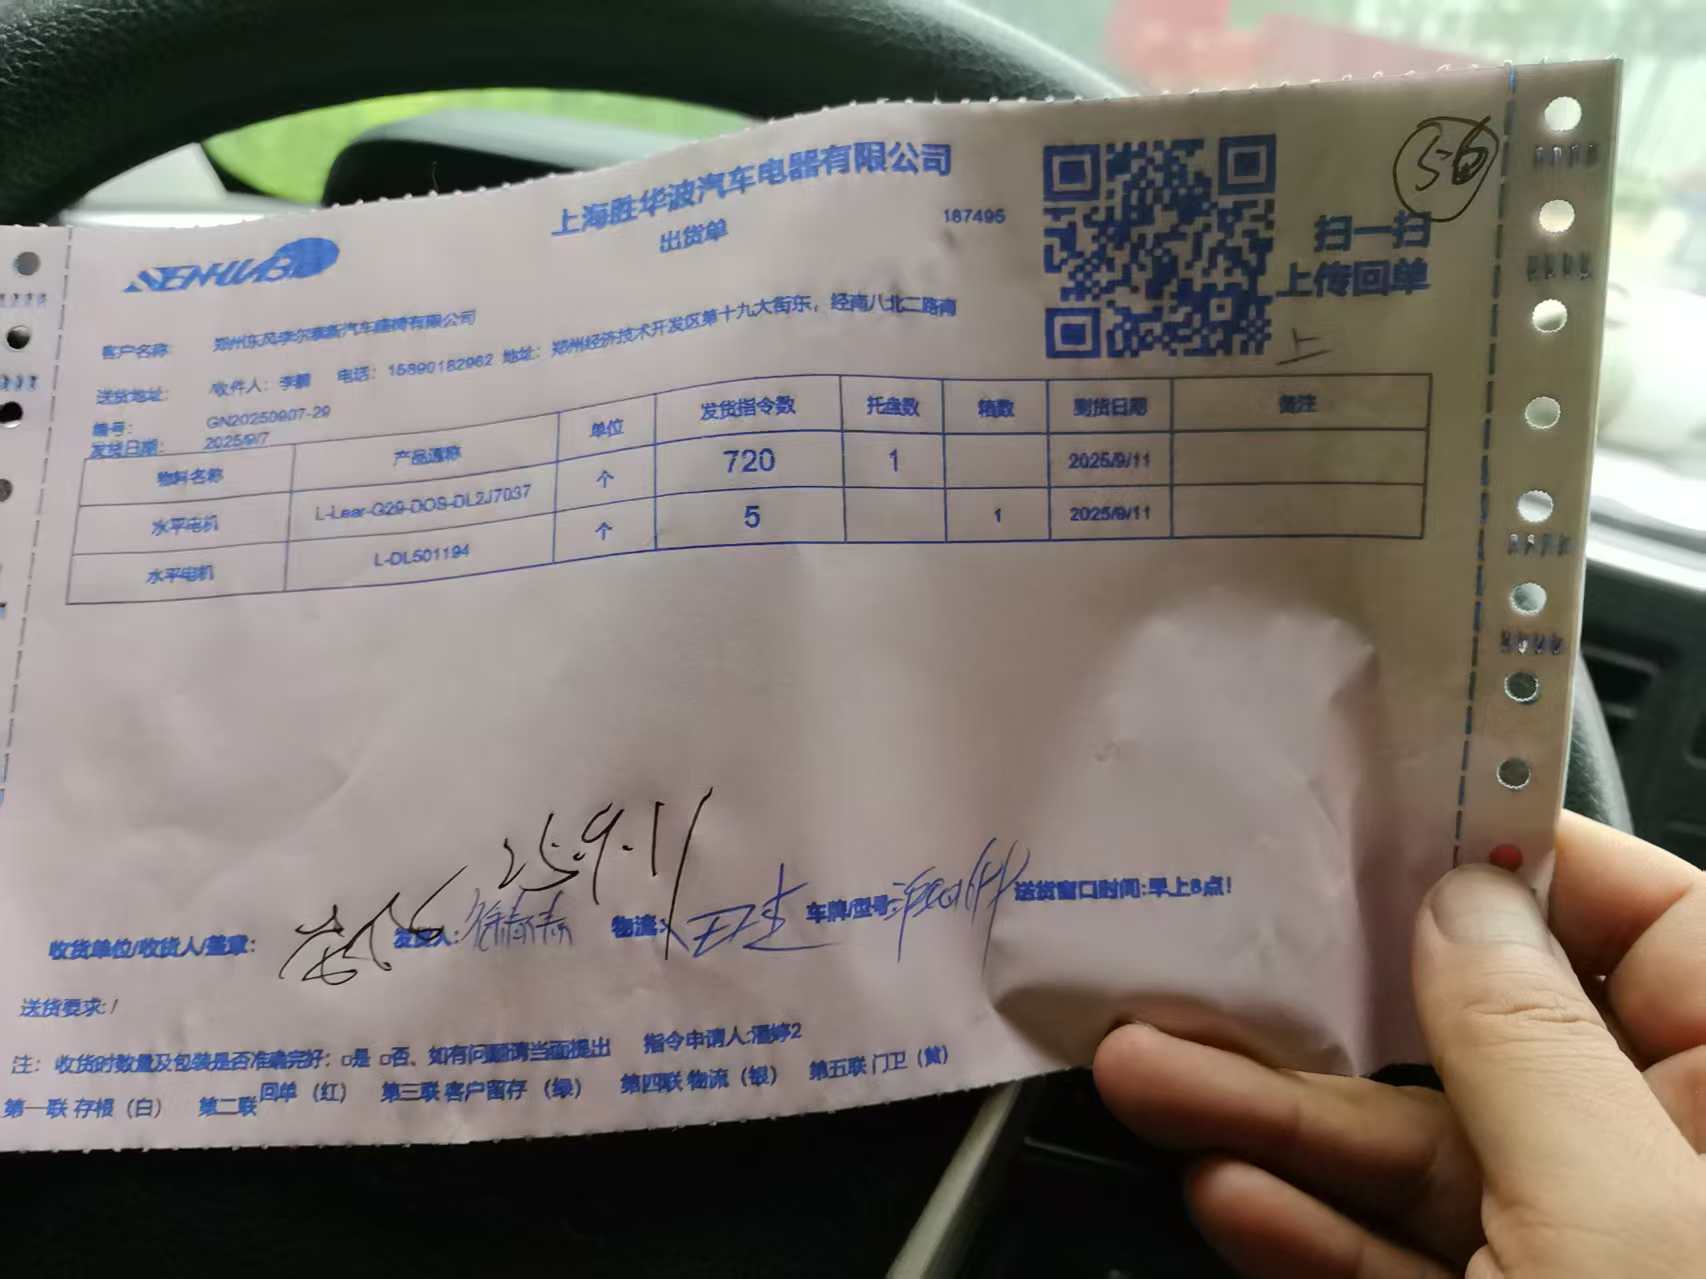 上海胜华波汽车电器有限公司
出货单
187495
56
扫一扫
上传回单
SENHWBO
客户名称: 郑州东风李尔泰新汽车座椅有限公司
送货地址: 收件人: 李鹏 电话: 15890182962 地址: 郑州经济技术开发区第十九大街东, 经南八北二路南
编号: GN20250907-29
发货日期: 2025/9/7
上
物料名称 产品源称 单位 发货指令数 托盘数 箱数 到货日期 备注
水平电机 L-Lear-G29-DOS-DL2J7037 个 720 1 2025/9/11
水平电机 L-DL501194 个 5 1 2025/9/11
25.9.11
收货单位/收货人/盖章: 发货人: 徐春燕 物流: 车牌/型号: 送货窗口时间:早上8点!
送货要求: /
注: 收货时数量及包装是否准确完好: □是 □否、如有问题请当面提出 指令申请人:潘婷2
第一联 存根 (白) 第二联 回单 (红) 第三联 客户留存 (绿) 第四联 物流 (银) 第五联 门卫 (黄)